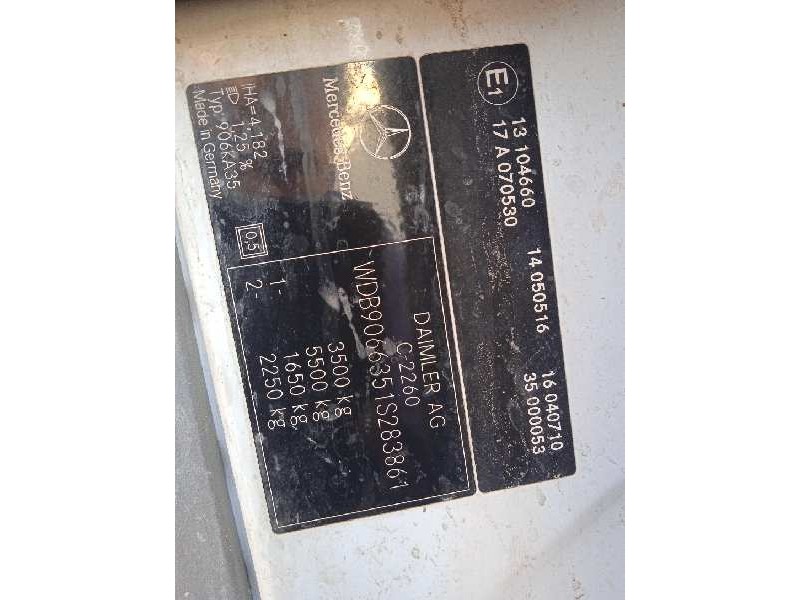 E1
13 104660
14 050516
16 040710
17 A 070530
35 000053
DAIMLER AG
C 2260
WDB9066351S283861
3500 kg
5500 kg
1- 1650 kg
2- 2250 kg
Mercedes-Benz
IHA=4,182
1.25 %
0,5
Typ 906KA35
Made in Germany